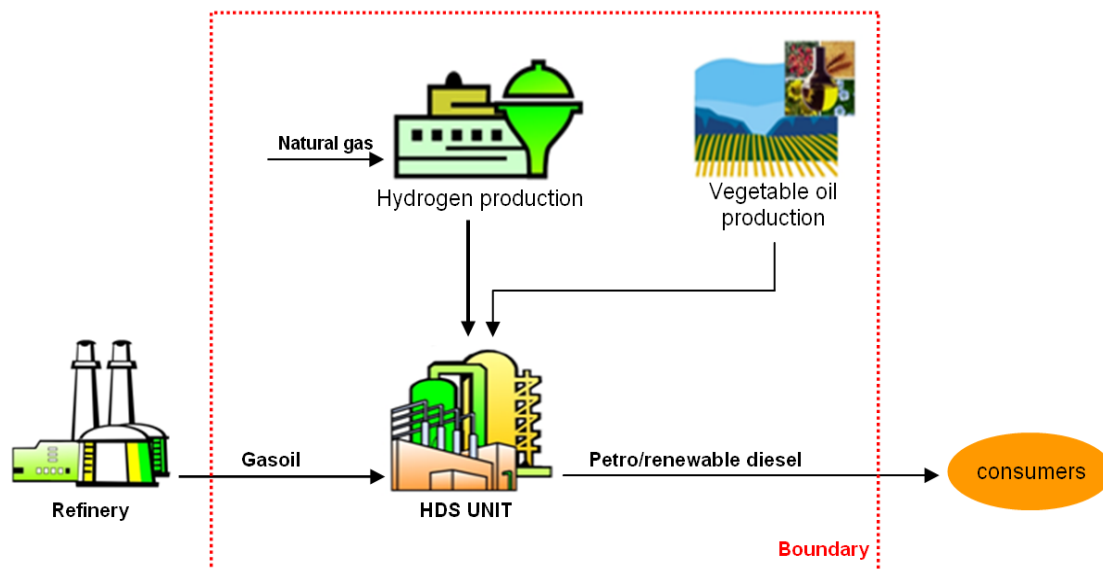 Natural gas
Hydrogen production
Vegetable oil
production
Gasoil
Petro/renewable diesel
consumers
Refinery
HDS UNIT
Boundary